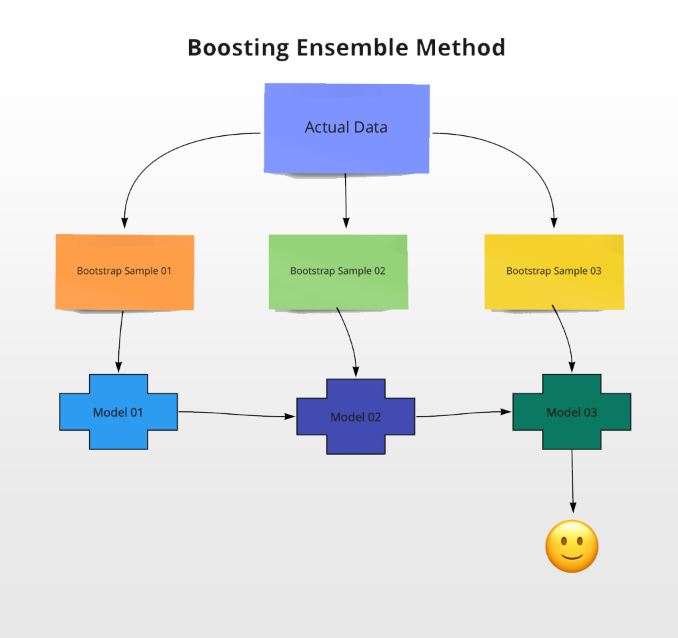 Boosting Ensemble Method
Actual Data
Bootstrap Sample 01
Bootstrap Sample 02
Bootstrap Sample 03
Model 01
Model 02
Model 03